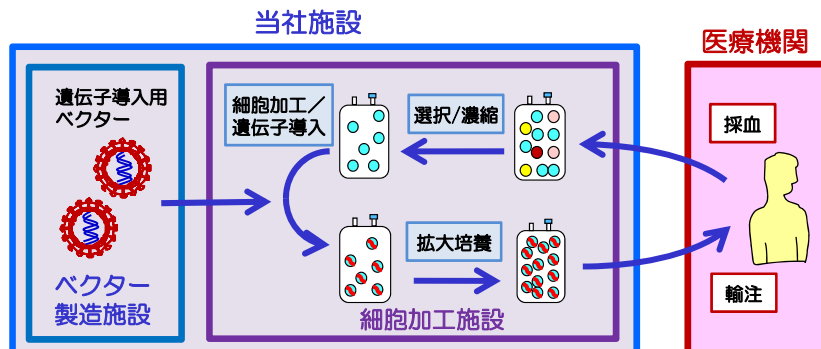 当社施設
医療機関
遺伝子導入用
ベクター
細胞加工／
遺伝子導入
選択/濃縮
採血
拡大培養
ベクター
製造施設
細胞加工施設
輸注